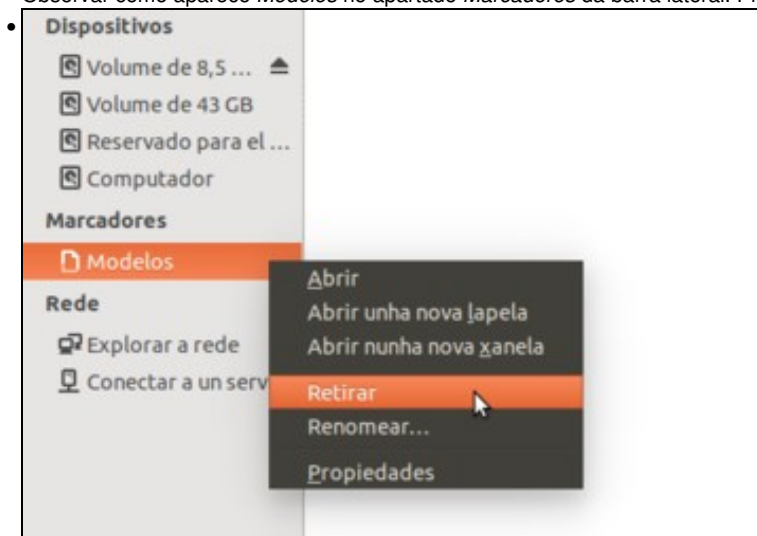 Observar como aparece Modelos no apartado Marcadores da barra lateral.
Dispositivos
Volume de 8,5 ...
Volume de 43 GB
Reservado para el ...
Computador
Marcadores
Modelos
Rede
Explorar a rede
Conectar a un serv
Abrir
Abrir unha nova lapela
Abrir nunha nova xanela
Retirar
Renomear...
Propiedades